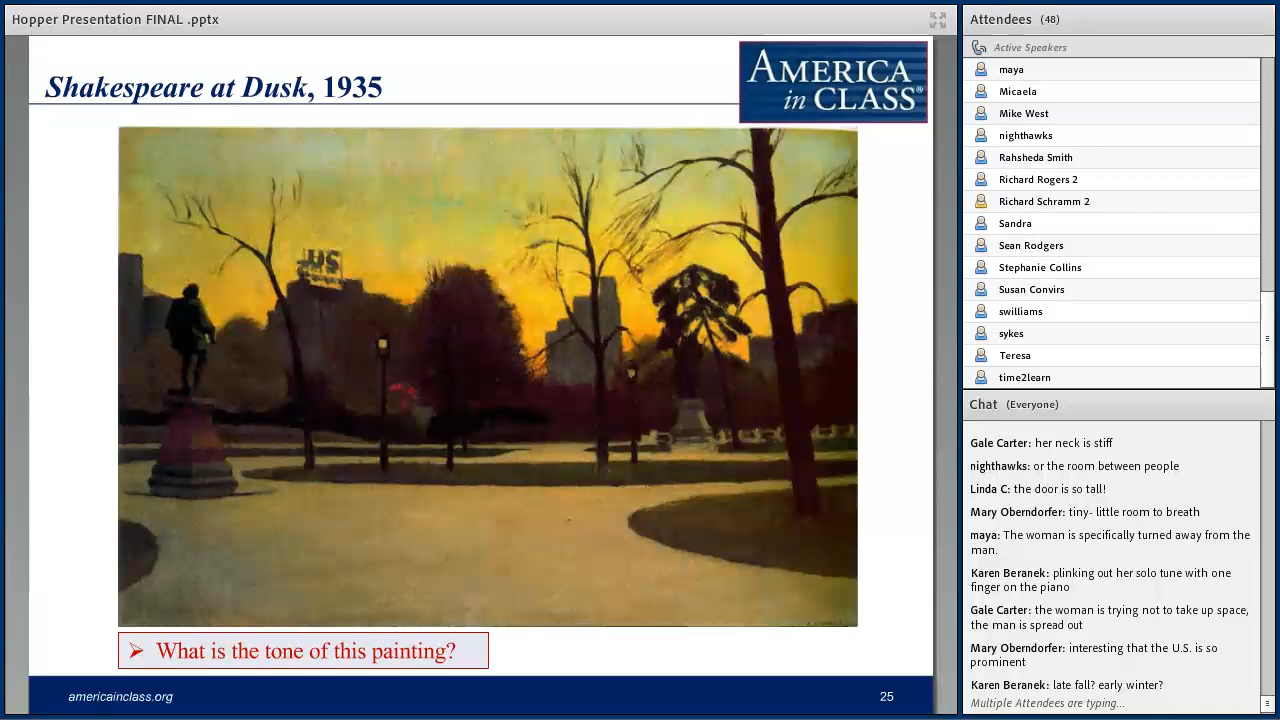 Hopper Presentation FINAL .pptx
Shakespeare at Dusk, 1935
AMERICA
in CLASS®
US
➢ What is the tone of this painting?
americainclass.org
25
Attendees (48)
Active Speakers
maya
Micaela
Mike West
nighthawks
Rahsheda Smith
Richard Rogers 2
Richard Schramm 2
Sandra
Sean Rodgers
Stephanie Collins
Susan Convirs
swilliams
sykes
Teresa
time2learn
Chat (Everyone)
Gale Carter: her neck is stiff
nighthawks: or the room between people
Linda C: the door is so tall!
Mary Oberndorfer: tiny- little room to breath
maya: The woman is specifically turned away from the
man.
Karen Beranek: plinking out her solo tune with one
finger on the piano
Gale Carter: the woman is trying not to take up space,
the man is spread out
Mary Oberndorfer: interesting that the U.S. is so
prominent
Karen Beranek: late fall? early winter?
Multiple Attendees are typing...